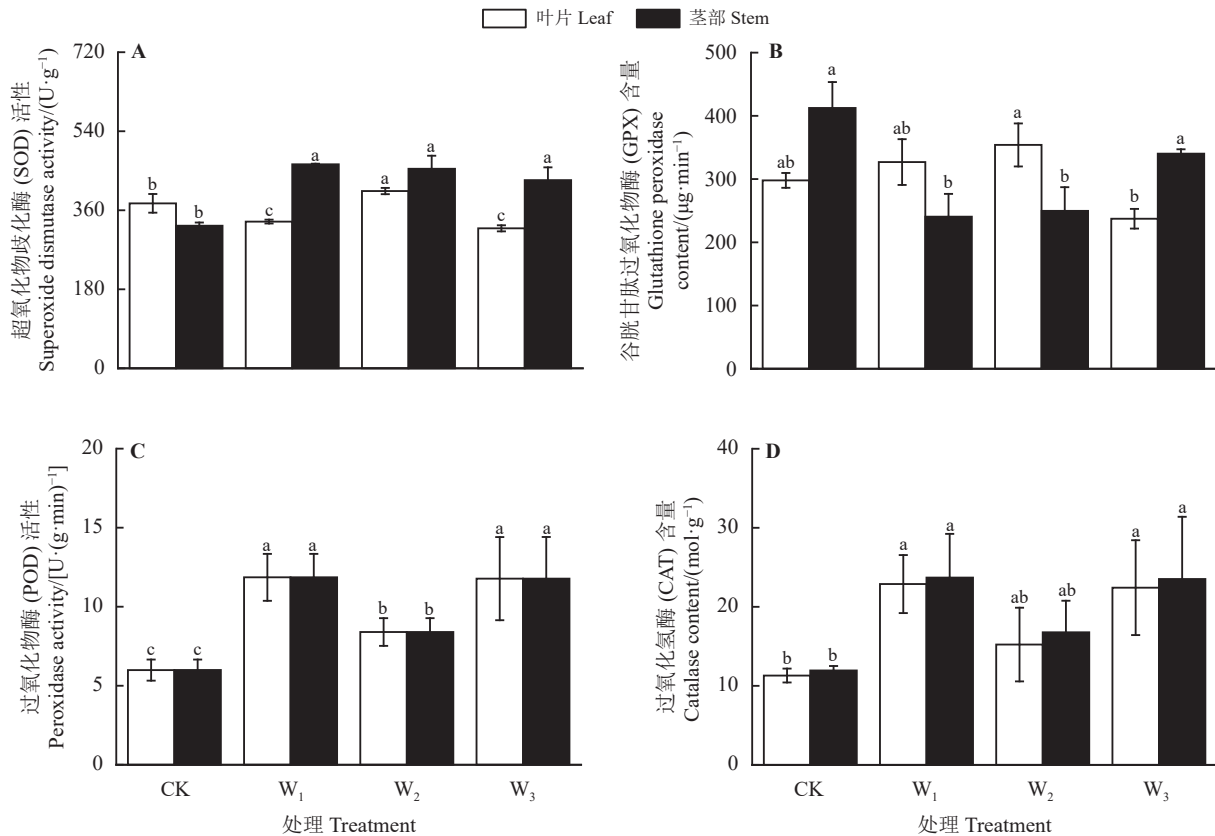 叶片 Leaf 茎部 Stem
A
超氧化物歧化酶 (SOD) 活性
Superoxide dismutase activity/(U·g⁻¹)
720
540
360
180
0
b
b
c
a
a
a
c
a
B
谷胱甘肽过氧化物酶 (GPX) 含量
Glutathione peroxidase
content/(μg·min⁻¹)
500
400
300
200
100
0
ab
a
ab
b
a
b
b
a
C
过氧化物酶 (POD) 活性
Peroxidase activity/[U·(g·min)⁻¹]
20
15
10
5
0
c
c
a
a
b
b
a
a
CK
W₁
W₂
W₃
处理 Treatment
D
过氧化氢酶 (CAT) 含量
Catalase content/(mol·g⁻¹)
40
30
20
10
0
b
b
a
a
ab
ab
a
a
CK
W₁
W₂
W₃
处理 Treatment